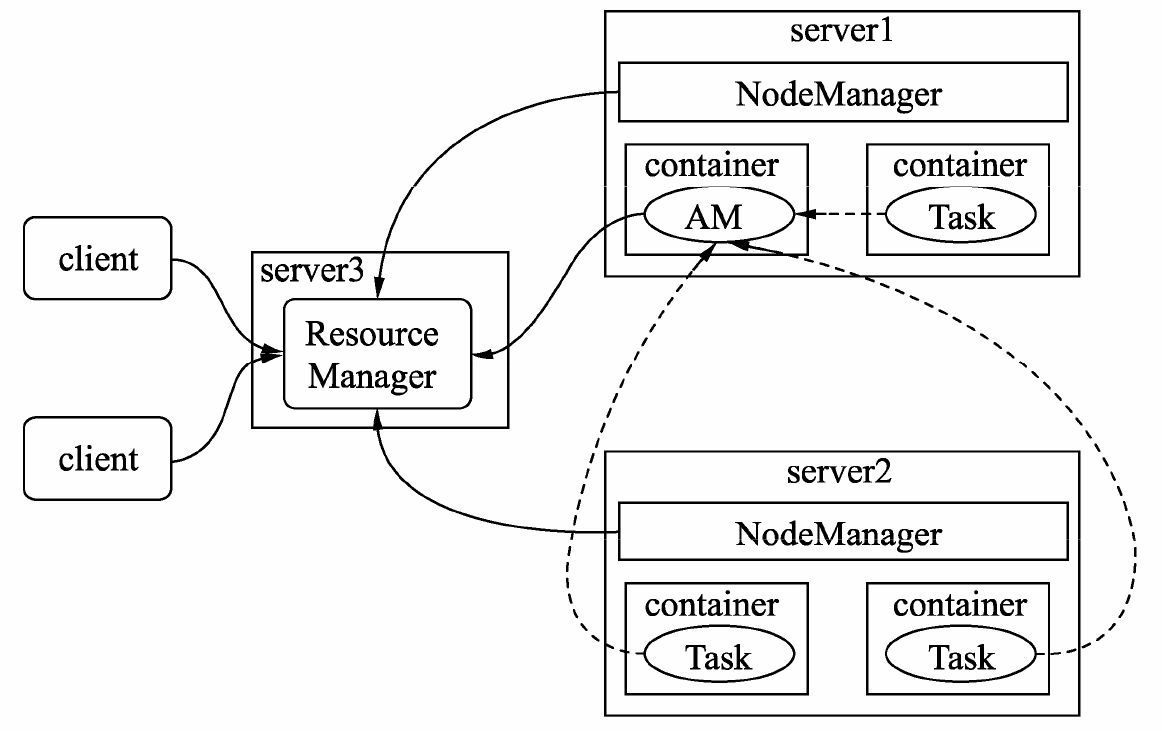 server1
NodeManager
container
container
AM
Task
client
server3
Resource
Manager
client
server2
NodeManager
container
container
Task
Task